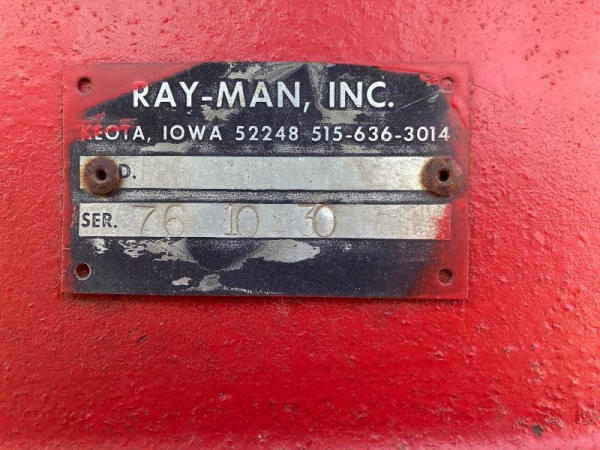 RAY-MAN, INC.
KEOTA, IOWA 52248 515-636-3014
SER. 76 10 30